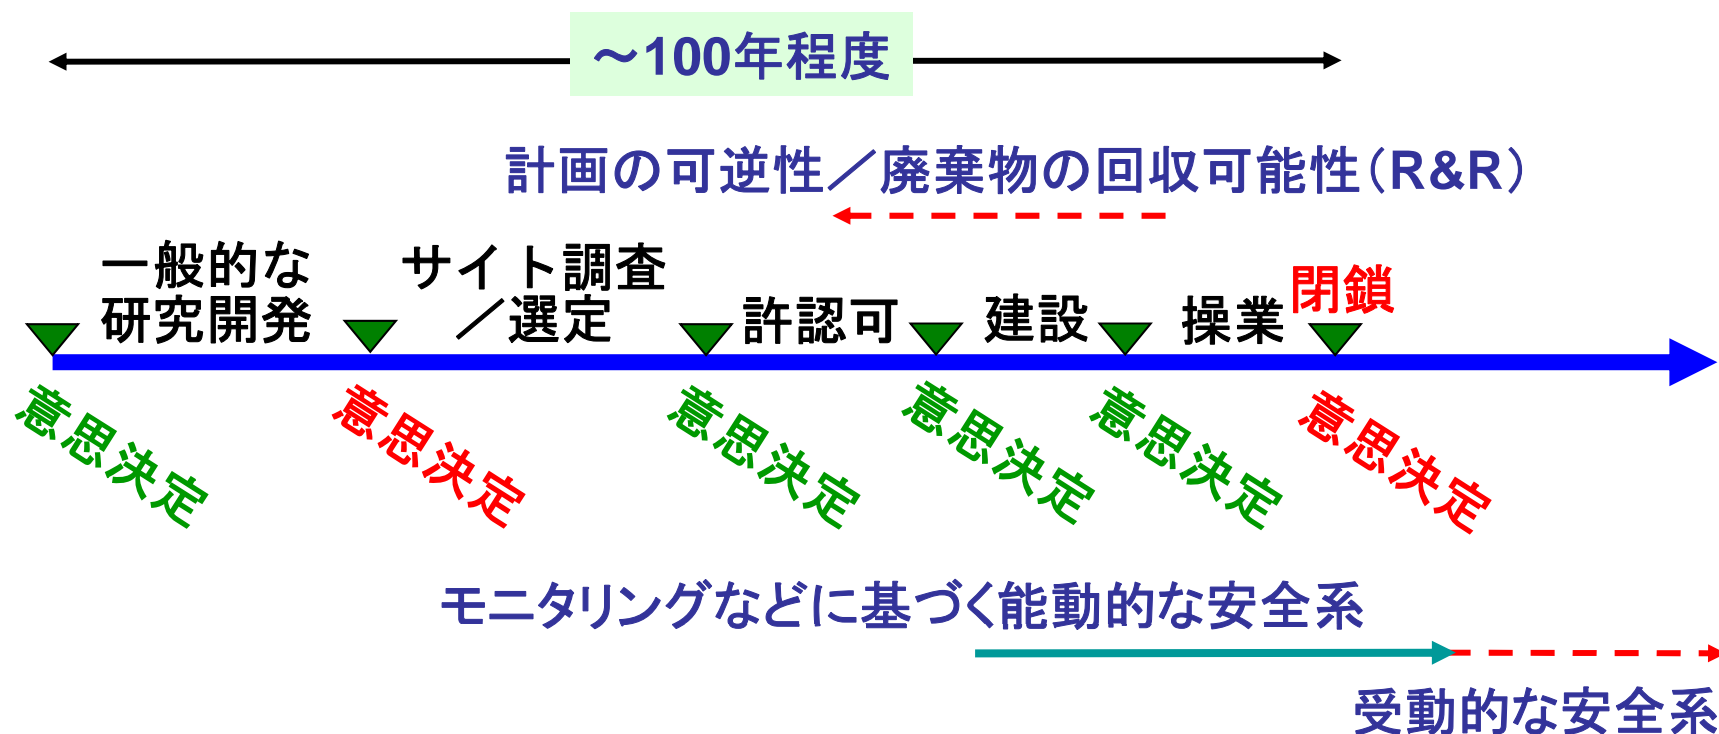 ～100年程度
計画の可逆性／廃棄物の回収可能性（R&R）
一般的な
研究開発
サイト調査
／選定
許認可
建設
操業
閉鎖
意思決定
意思決定
意思決定
意思決定
意思決定
意思決定
モニタリングなどに基づく能動的な安全系
受動的な安全系